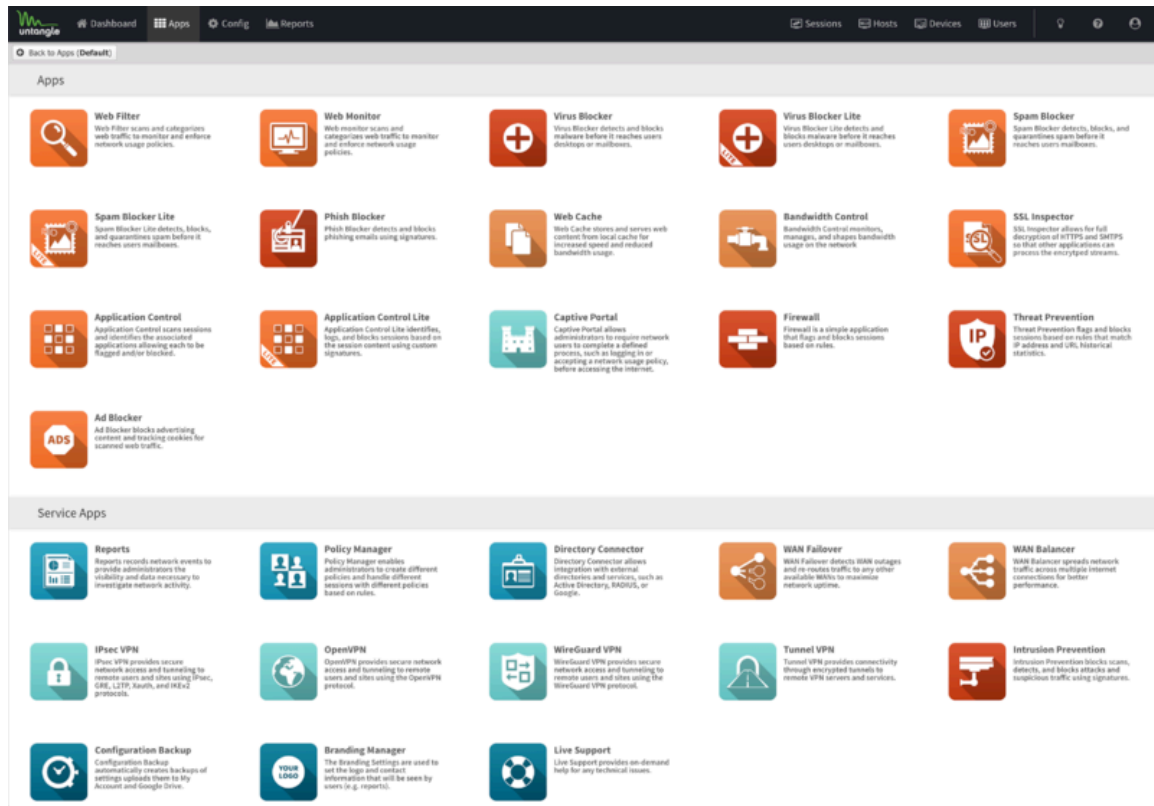 untangle
Dashboard
Apps
Config
Reports
Sessions
Hosts
Devices
Users
Back to Apps (Default)
Apps
Web Filter
Web Filter scans and categorizes
web traffic to monitor and enforce
network usage policies.
Web Monitor
Web monitor scans and
categorizes web traffic to monitor
and enforce network usage
policies.
Virus Blocker
Virus Blocker detects and blocks
malware before it reaches users
desktops or mailboxes.
Virus Blocker Lite
Virus Blocker Lite detects and
blocks malware before it reaches
users desktops or mailboxes.
LITE
Spam Blocker
Spam Blocker detects, blocks, and
quarantines spam before it
reaches users mailboxes.
Spam Blocker Lite
Spam Blocker Lite detects, blocks,
and quarantines spam before it
reaches users mailboxes.
LITE
Phish Blocker
Phish Blocker detects and blocks
phishing emails using signatures.
Web Cache
Web Cache stores and serves web
content from local cache for
increased speed and reduced
bandwidth usage.
Bandwidth Control
Bandwidth Control monitors,
manages, and shapes bandwidth
usage on the network
SSL
SSL Inspector
SSL Inspector allows for full
decryption of HTTPS and SMTPS
so that other applications can
process the encrytped streams.
Application Control
Application Control scans sessions
and identifies the associated
applications allowing each to be
flagged and/or blocked.
LITE
Application Control Lite
Application Control Lite identifies,
logs, and blocks sessions based on
the session content using custom
signatures.
Captive Portal
Captive Portal allows
administrators to require network
users to complete a defined
process, such as logging in or
accepting a network usage policy,
before accessing the internet.
Firewall
Firewall is a simple application
that flags and blocks sessions
based on rules.
IP
Threat Prevention
Threat Prevention flags and blocks
sessions based on rules that match
IP address and URL historical
statistics.
ADS
Ad Blocker
Ad Blocker blocks advertising
content and tracking cookies for
scanned web traffic.
Service Apps
Reports
Reports records network events to
provide administrators the
visibility and data necessary to
investigate network activity.
Policy Manager
Policy Manager enables
administrators to create different
policies and handle different
sessions with different policies
based on rules.
Directory Connector
Directory Connector allows
integration with external
directories and services, such as
Active Directory, RADIUS, or
Google.
WAN Failover
WAN Failover detects WAN outages
and re-routes traffic to any other
available WANs to maximize
network uptime.
WAN Balancer
WAN Balancer spreads network
traffic across multiple internet
connections for better
performance.
IPsec VPN
IPsec VPN provides secure
network access and tunneling to
remote users and sites using IPsec,
GRE, L2TP, Xauth, and IKEv2
protocols.
OpenVPN
OpenVPN provides secure network
access and tunneling to remote
users and sites using the OpenVPN
protocol.
WireGuard VPN
WireGuard VPN provides secure
network access and tunneling to
remote users and sites using the
WireGuard VPN protocol.
Tunnel VPN
Tunnel VPN provides connectivity
through encrypted tunnels to
remote VPN servers and services.
Intrusion Prevention
Intrusion Prevention blocks scans,
detects, and blocks attacks and
suspicious traffic using signatures.
Configuration Backup
Configuration Backup
automatically creates backups of
settings uploads them to My
Account and Google Drive.
YOUR
LOGO
Branding Manager
The Branding Settings are used to
set the logo and contact
information that will be seen by
users (e.g. reports).
Live Support
Live Support provides on-demand
help for any technical issues.